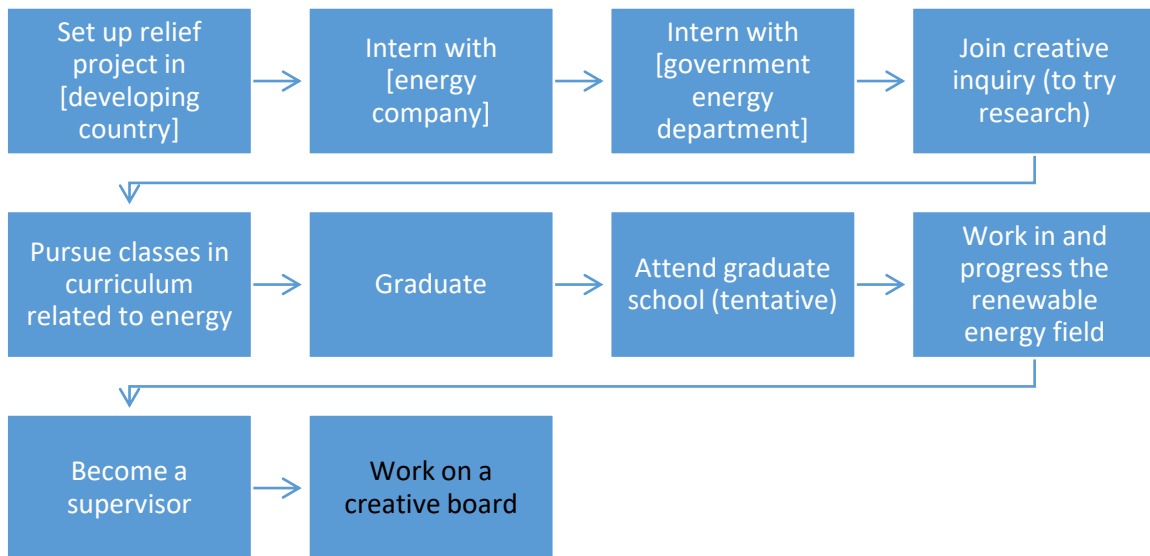 Set up relief
project in
[developing
country]
Intern with
[energy
company]
Intern with
[government
energy
department]
Join creative
inquiry (to try
research)
Pursue classes in
curriculum
related to energy
Graduate
Attend graduate
school (tentative)
Work in and
progress the
renewable
energy field
Become a
supervisor
Work on a
creative board